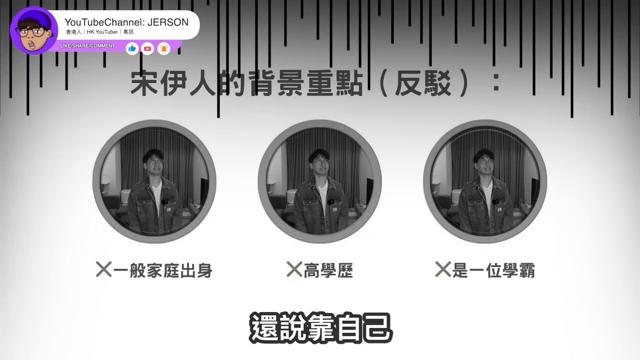 YouTubeChannel: JERSON
香港人｜HK YouTuber｜粵語
LIKE/SHARE/COMMENT
宋伊人的背景重點（反駁）：
✕一般家庭出身
✕高學歷
✕是一位學霸
還說靠自己